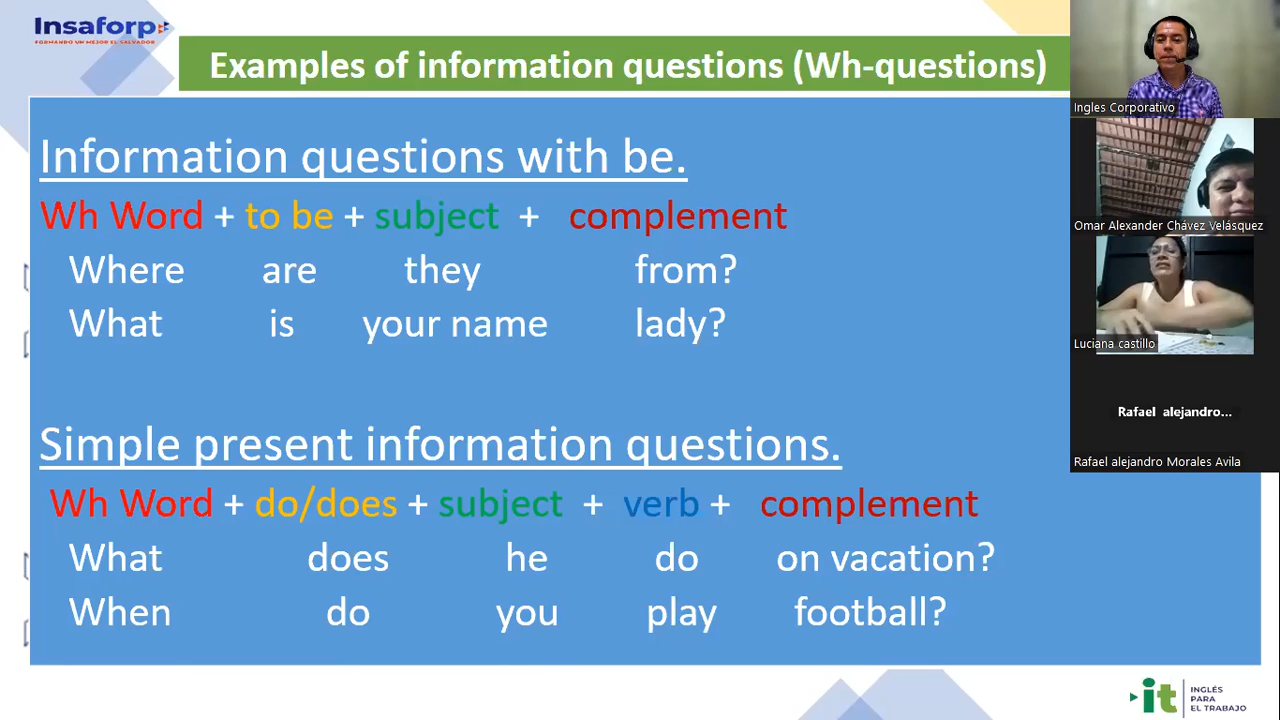 Insaforp
FORMANDO UN MEJOR EL SALVADOR
Examples of information questions (Wh-questions)
Information questions with be.
Wh Word + to be + subject + complement
Where are they from?
What is your name lady?
Simple present information questions.
Wh Word + do/does + subject + verb + complement
What does he do on vacation?
When do you play football?
Ingles Corporativo
Omar Alexander Chávez Velásquez
Luciana castillo
Rafael alejandro...
Rafael alejandro Morales Avila
it
INGLÉS
PARA
EL TRABAJO